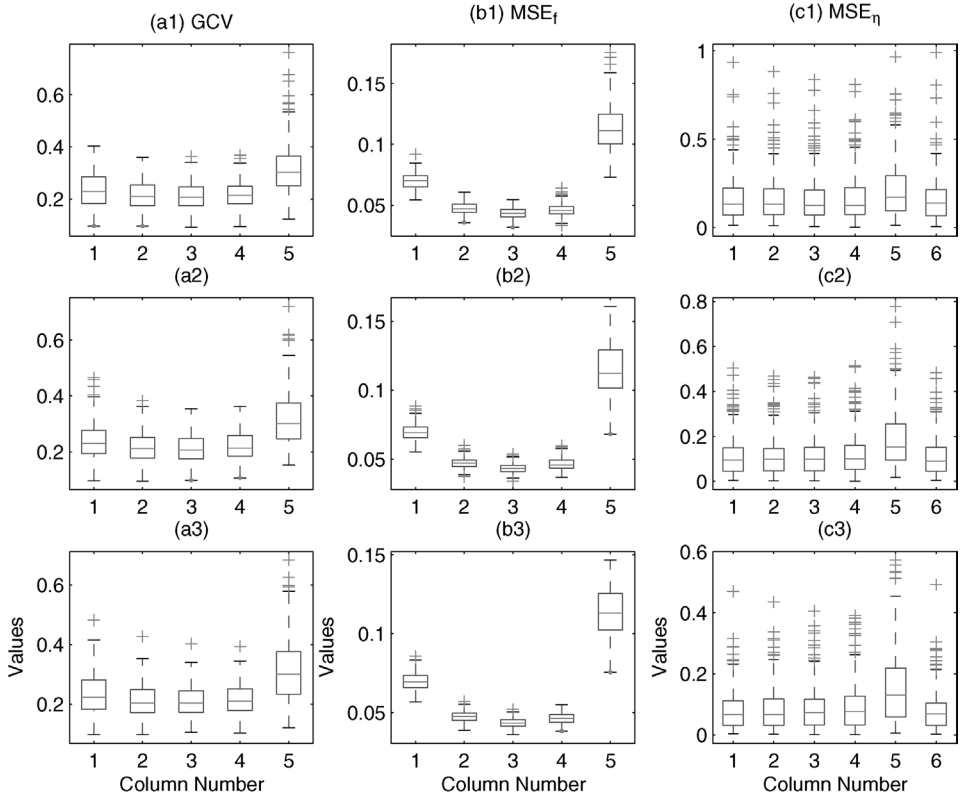 (a1) GCV
(b1) MSE_f
(c1) MSE_η
0.6
0.4
0.2
1 2 3 4 5
0.15
0.1
0.05
1 2 3 4 5
1
0.5
0
1 2 3 4 5 6
(a2)
(b2)
(c2)
0.6
0.4
0.2
1 2 3 4 5
0.15
0.1
0.05
1 2 3 4 5
0.8
0.6
0.4
0.2
0
1 2 3 4 5 6
(a3)
(b3)
(c3)
Values
0.6
0.4
0.2
1 2 3 4 5
Column Number
Values
0.15
0.1
0.05
1 2 3 4 5
Column Number
Values
0.6
0.4
0.2
0
1 2 3 4 5 6
Column Number